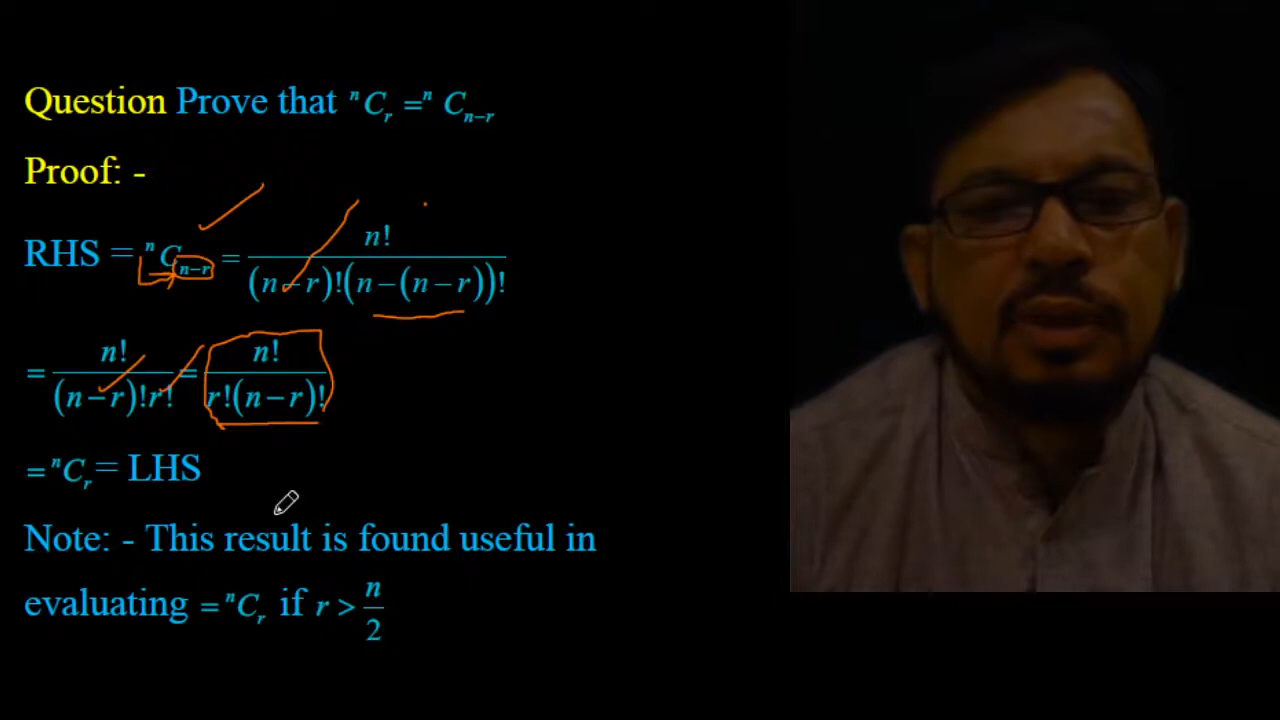 Question Prove that ⁿCᵣ =ⁿ Cₙ₋ᵣ
Proof: -
RHS = ⁿCₙ₋ᵣ = n! / (n−r)!(n−(n−r))!
= n! / (n−r)!r! = n! / r!(n−r)!
= ⁿCᵣ = LHS
Note: - This result is found useful in
evaluating = ⁿCᵣ if r > n/2